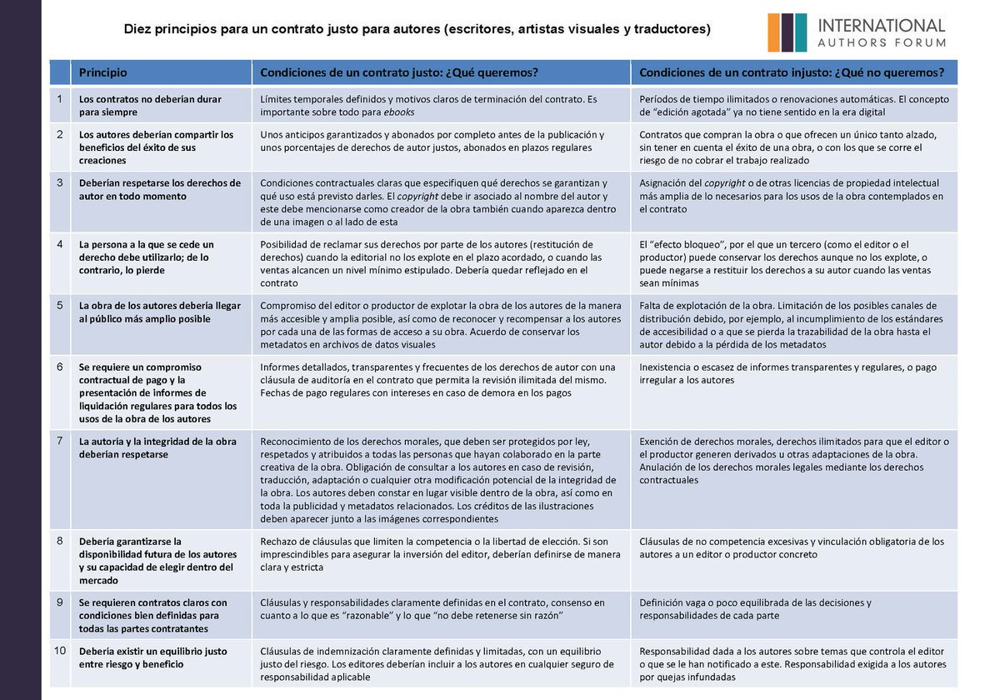 Diez principios para un contrato justo para autores (escritores, artistas visuales y traductores)
INTERNATIONAL
AUTHORS FORUM
Principio
Condiciones de un contrato justo: ¿Qué queremos?
Condiciones de un contrato injusto: ¿Qué no queremos?
1
Los contratos no deberían durar
para siempre
Límites temporales definidos y motivos claros de terminación del contrato. Es
importante sobre todo para ebooks
Períodos de tiempo ilimitados o renovaciones automáticas. El concepto
de “edición agotada” ya no tiene sentido en la era digital
2
Los autores deberían compartir los
beneficios del éxito de sus
creaciones
Unos anticipos garantizados y abonados por completo antes de la publicación y
unos porcentajes de derechos de autor justos, abonados en plazos regulares
Contratos que compran la obra o que ofrecen un único tanto alzado,
sin tener en cuenta el éxito de una obra, o con los que se corre el
riesgo de no cobrar el trabajo realizado
3
Deberían respetarse los derechos de
autor en todo momento
Condiciones contractuales claras que especifiquen qué derechos se garantizan y
qué uso está previsto darles. El copyright debe ir asociado al nombre del autor y
este debe mencionarse como creador de la obra también cuando aparezca dentro
de una imagen o al lado de esta
Asignación del copyright o de otras licencias de propiedad intelectual
más amplia de lo necesarios para los usos de la obra contemplados en
el contrato
4
La persona a la que se cede un
derecho debe utilizarlo; de lo
contrario, lo pierde
Posibilidad de reclamar sus derechos por parte de los autores (restitución de
derechos) cuando la editorial no los explote en el plazo acordado, o cuando las
ventas alcancen un nivel mínimo estipulado. Debería quedar reflejado en el
contrato
El “efecto bloqueo”, por el que un tercero (como el editor o el
productor) puede conservar los derechos aunque no los explote, o
puede negarse a restituir los derechos a su autor cuando las ventas
sean mínimas
5
La obra de los autores debería llegar
al público más amplio posible
Compromiso del editor o productor de explotar la obra de los autores de la manera
más accesible y amplia posible, así como de reconocer y recompensar a los autores
por cada una de las formas de acceso a su obra. Acuerdo de conservar los
metadatos en archivos de datos visuales
Falta de explotación de la obra. Limitación de los posibles canales de
distribución debido, por ejemplo, al incumplimiento de los estándares
de accesibilidad o a que se pierda la trazabilidad de la obra hasta el
autor debido a la pérdida de los metadatos
6
Se requiere un compromiso
contractual de pago y la
presentación de informes de
liquidación regulares para todos los
usos de la obra de los autores
Informes detallados, transparentes y frecuentes de los derechos de autor con una
cláusula de auditoría en el contrato que permita la revisión ilimitada del mismo.
Fechas de pago regulares con intereses en caso de demora en los pagos
Inexistencia o escasez de informes transparentes y regulares, o pago
irregular a los autores
7
La autoría y la integridad de la obra
deberían respetarse
Reconocimiento de los derechos morales, que deben ser protegidos por ley,
respetados y atribuidos a todas las personas que hayan colaborado en la parte
creativa de la obra. Obligación de consultar a los autores en caso de revisión,
traducción, adaptación o cualquier otra modificación potencial de la integridad de
la obra. Los autores deben constar en lugar visible dentro de la obra, así como en
toda la publicidad y metadatos relacionados. Los créditos de las ilustraciones
deben aparecer junto a las imágenes correspondientes
Exención de derechos morales, derechos ilimitados para que el editor o
el productor generen derivados u otras adaptaciones de la obra.
Anulación de los derechos morales legales mediante los derechos
contractuales
8
Debería garantizarse la
disponibilidad futura de los autores
y su capacidad de elegir dentro del
mercado
Rechazo de cláusulas que limiten la competencia o la libertad de elección. Si son
imprescindibles para asegurar la inversión del editor, deberían definirse de manera
clara y estricta
Cláusulas de no competencia excesivas y vinculación obligatoria de los
autores a un editor o productor concreto
9
Se requieren contratos claros con
condiciones bien definidas para
todas las partes contratantes
Cláusulas y responsabilidades claramente definidas en el contrato, consenso en
cuanto a lo que es “razonable” y lo que “no debe retenerse sin razón”
Definición vaga o poco equilibrada de las decisiones y
responsabilidades de cada parte
10
Debería existir un equilibrio justo
entre riesgo y beneficio
Cláusulas de indemnización claramente definidas y limitadas, con un equilibrio
justo del riesgo. Los editores deberían incluir a los autores en cualquier seguro de
responsabilidad aplicable
Responsabilidad dada a los autores sobre temas que controla el editor
o que se le han notificado a este. Responsabilidad exigida a los autores
por quejas infundadas